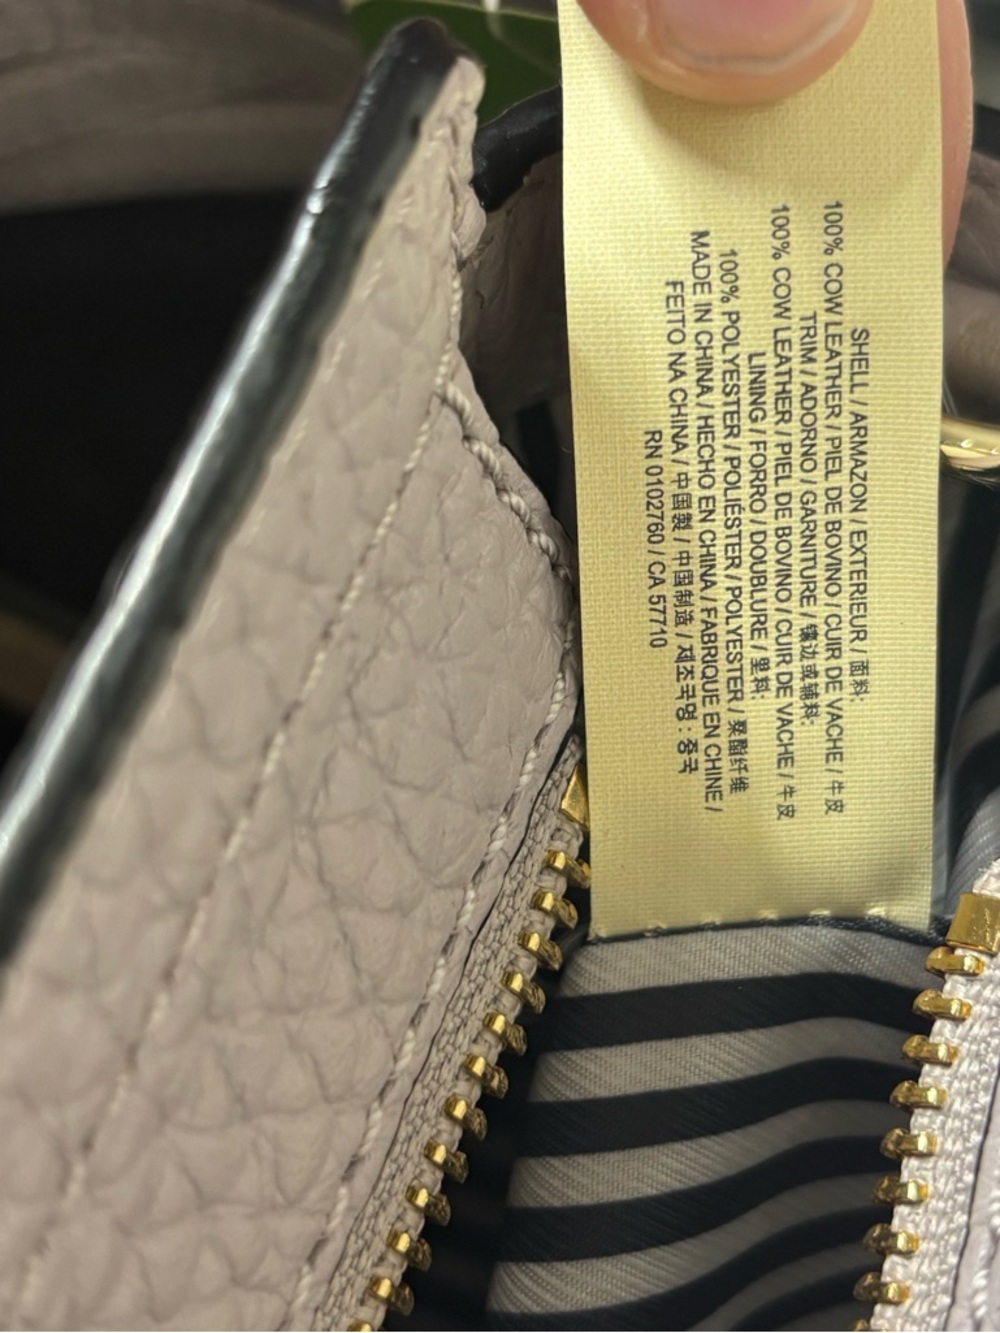 SHELL / ARMAZON / EXTERIEUR / 面料:
100% COW LEATHER / PIEL DE BOVINO / CUIR DE VACHE / 牛皮
TRIM / ADORNO / GARNITURE / 镶边或辅料:
100% COW LEATHER / PIEL DE BOVINO / CUIR DE VACHE / 牛皮
LINING / FORRO / DOUBLURE / 里料:
100% POLYESTER / POLIÉSTER / POLYESTER / 聚酯纤维
MADE IN CHINA / HECHO EN CHINA / FABRIQUE EN CHINE /
FEITO NA CHINA / 中国製 / 中国制造 / 제조국명 : 중국
RN 0102760 / CA 57710